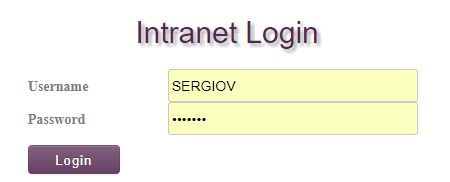 Intranet Login
Username SERGIOV
Password •••••••
Login